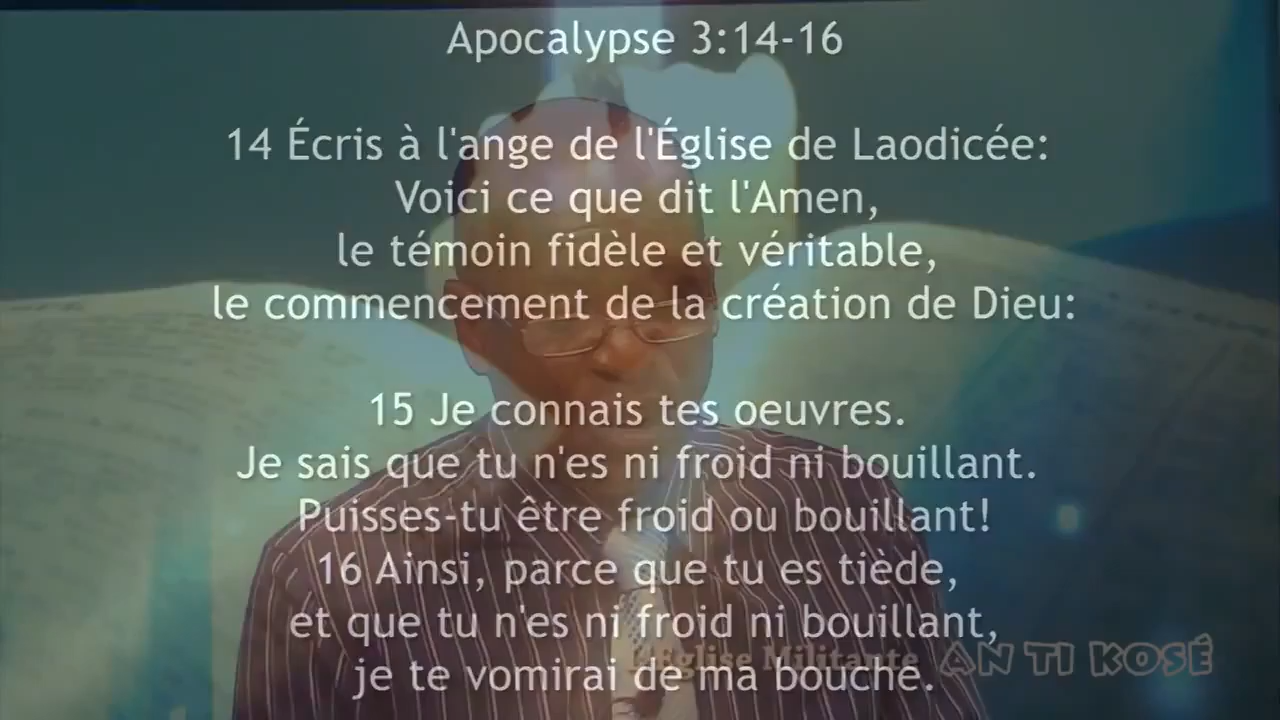 Apocalypse 3:14-16
14 Écris à l'ange de l'Église de Laodicée:
Voici ce que dit l'Amen,
le témoin fidèle et véritable,
le commencement de la création de Dieu:
15 Je connais tes oeuvres.
Je sais que tu n'es ni froid ni bouillant.
Puisses-tu être froid ou bouillant!
16 Ainsi, parce que tu es tiède,
et que tu n'es ni froid ni bouillant,
je te vomirai de ma bouche.
L'Église Militante AN TI KOSÉ